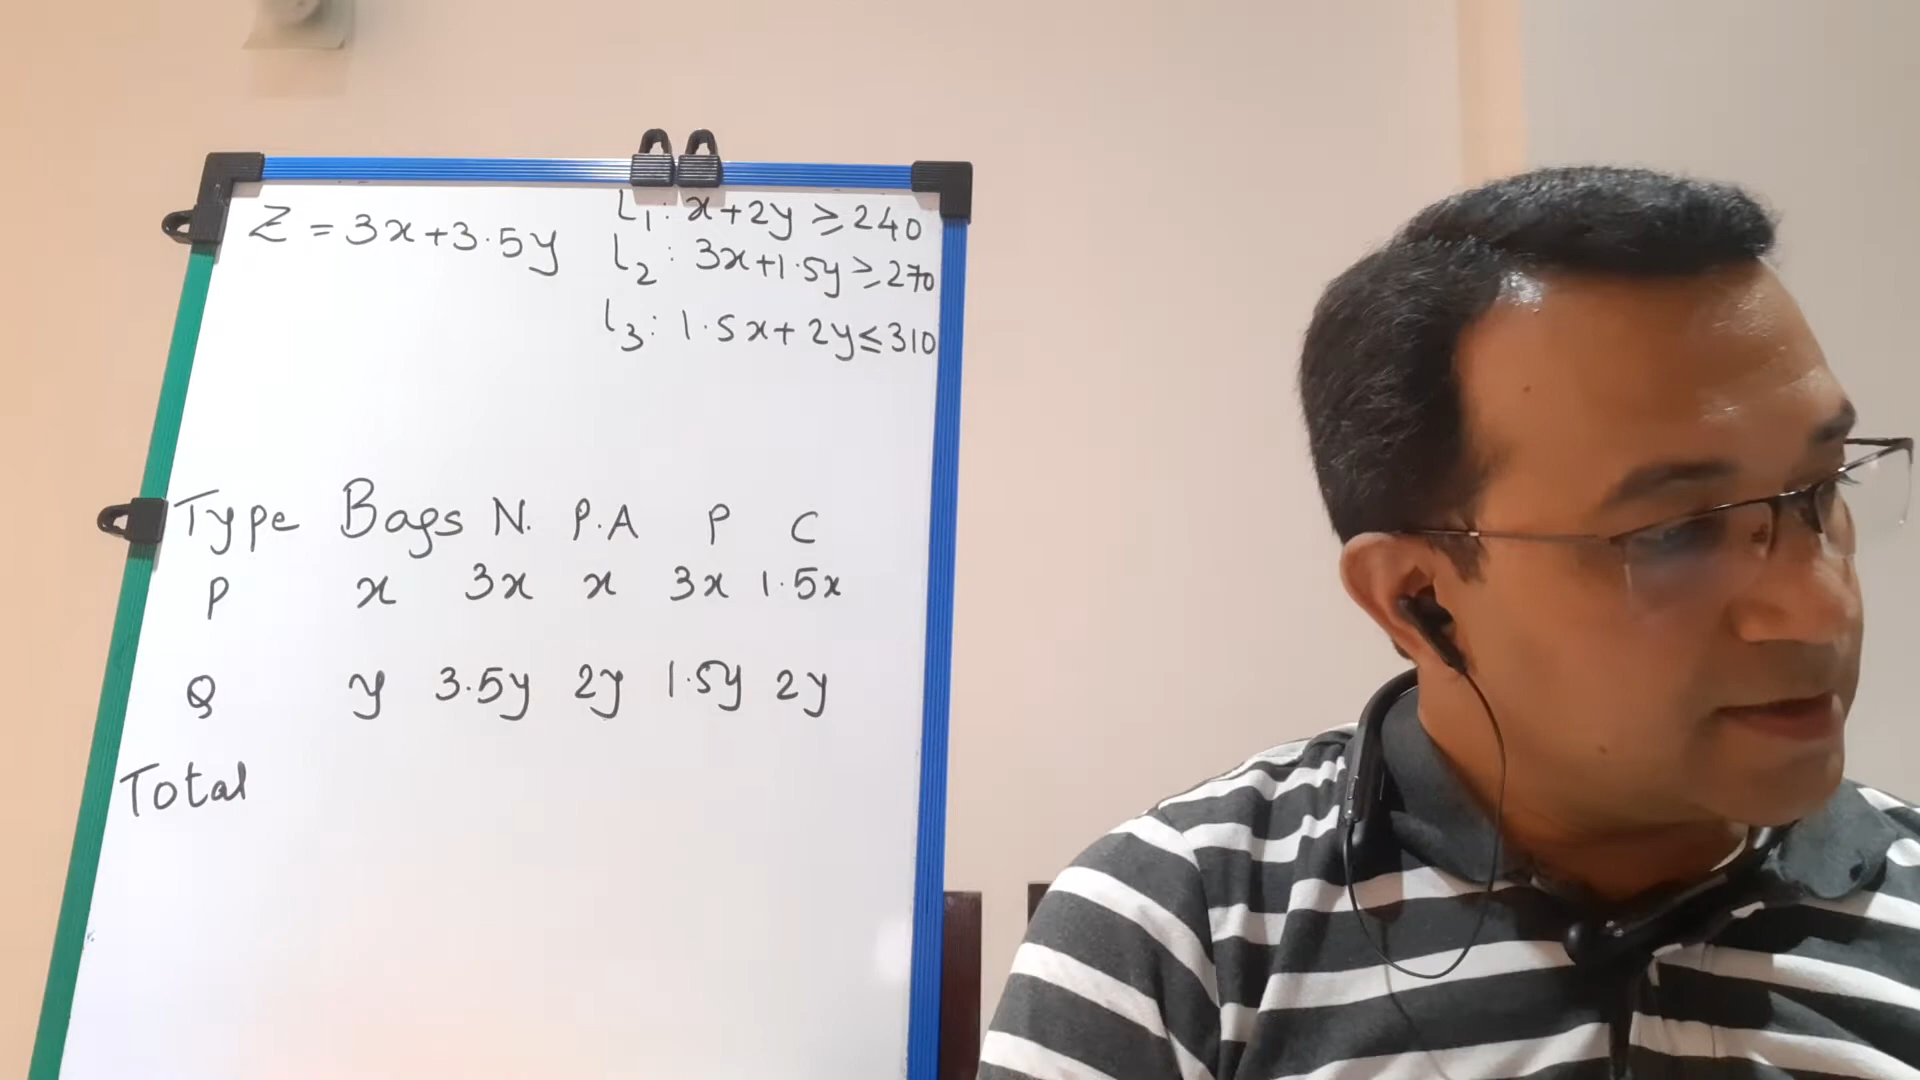 Z = 3x+3.5y
L1: x+2y ≥ 240
L2: 3x+1.5y ≥ 270
L3: 1.5x+2y ≤ 310
Type Bags N. P.A P C
P x 3x x 3x 1.5x
Q y 3.5y 2y 1.5y 2y
Total